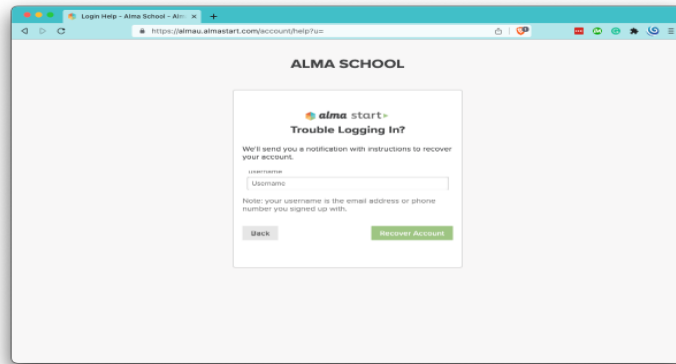 Login Help - Alma School - Alm
https://almau.almastart.com/account/help?u=
ALMA SCHOOL
alma start
Trouble Logging In?
We'll send you a notification with instructions to recover
your account.
username
Username
Note: your username is the email address or phone
number you signed up with.
Back
Recover Account